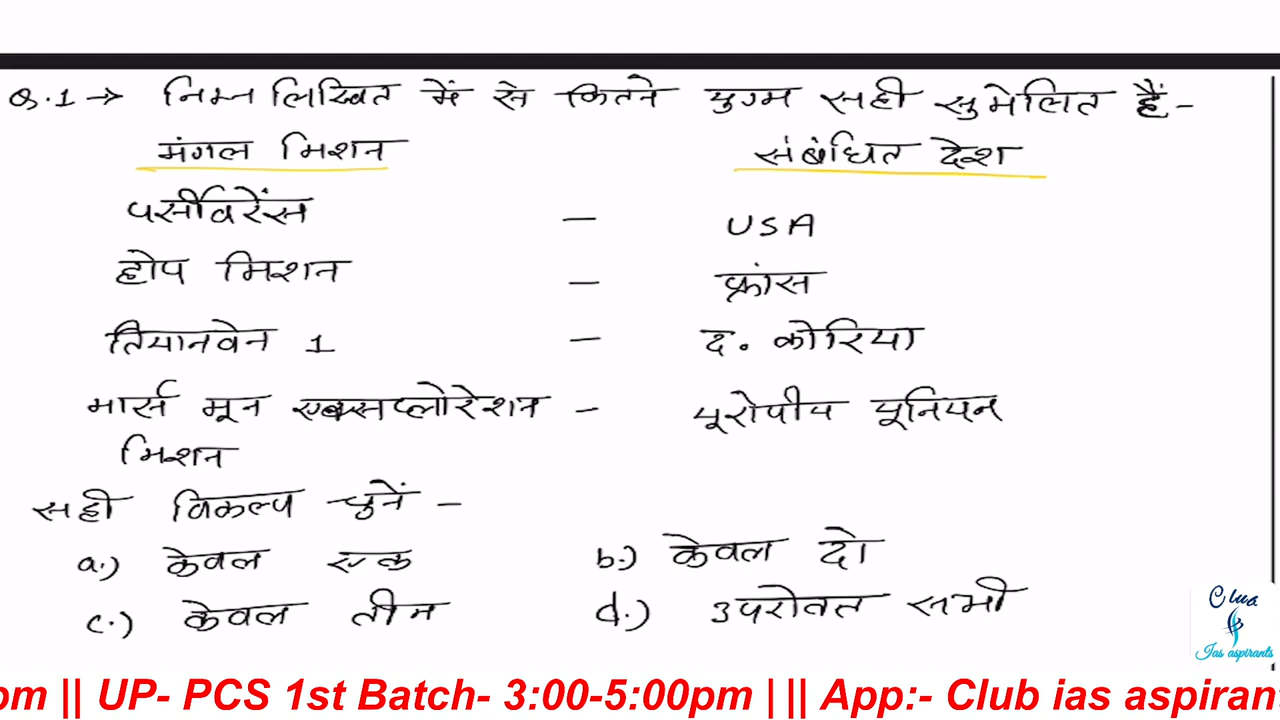 Q.1 → निम्नलिखित में से कितने युग्म सही सुमेलित हैं -
मंगल मिशन संबंधित देश
पर्सीवरेंस - USA
होप मिशन - फ्रांस
तियानवेन 1 - द. कोरिया
मार्स मून एक्सप्लोरेशन - यूरोपीय यूनियन
मिशन
सही विकल्प चुनें -
a.) केवल एक b.) केवल दो
c.) केवल तीन d.) उपरोक्त सभी
Club
Ias aspirants
om || UP- PCS 1st Batch- 3:00-5:00pm | || App:- Club ias aspiran